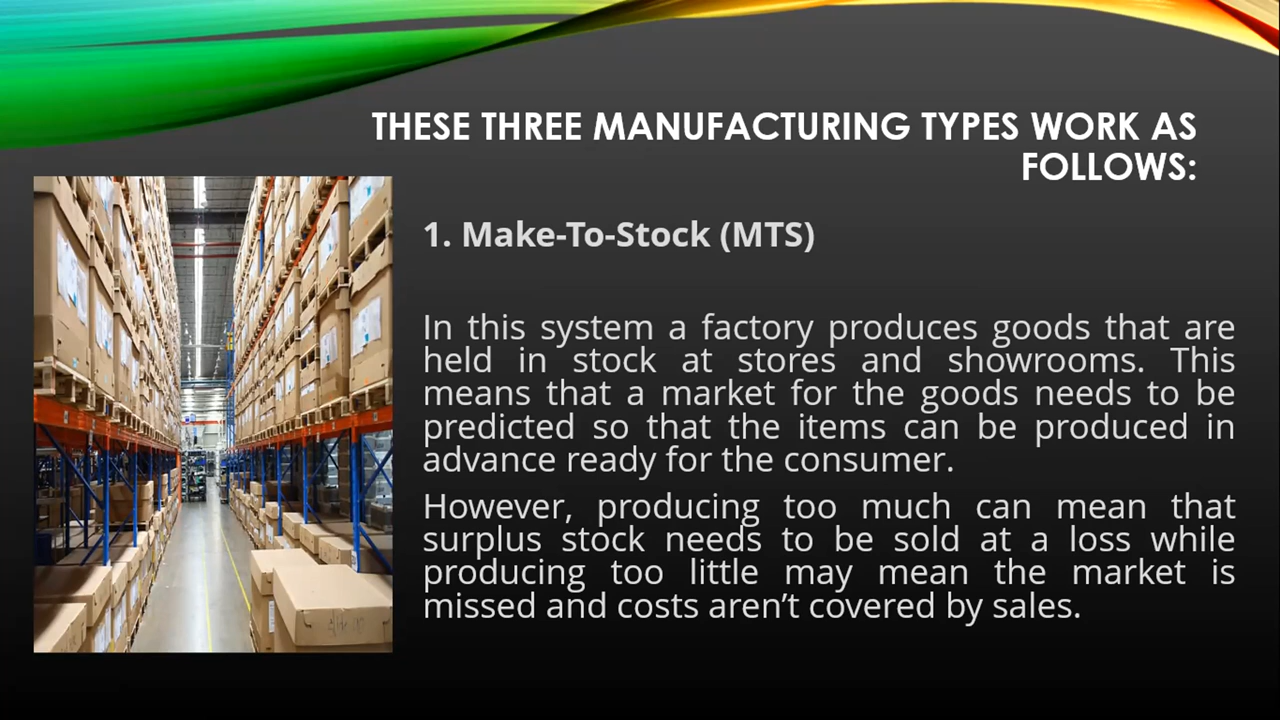 THESE THREE MANUFACTURING TYPES WORK AS
FOLLOWS:
1. Make-To-Stock (MTS)
In this system a factory produces goods that are
held in stock at stores and showrooms. This
means that a market for the goods needs to be
predicted so that the items can be produced in
advance ready for the consumer.
However, producing too much can mean that
surplus stock needs to be sold at a loss while
producing too little may mean the market is
missed and costs aren’t covered by sales.